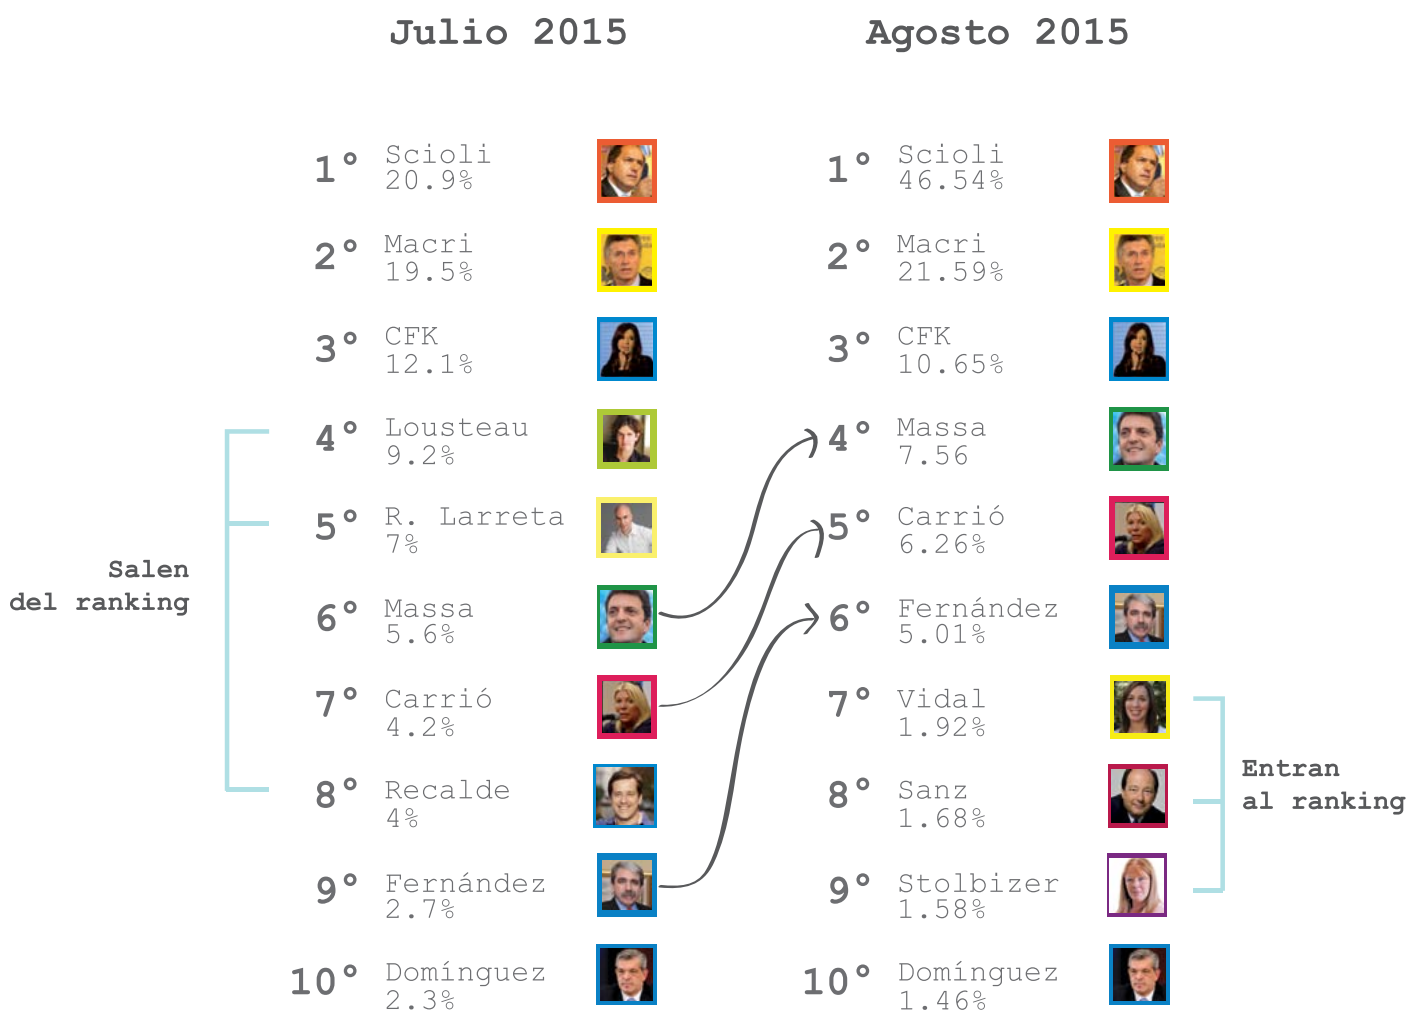 Julio 2015
Agosto 2015
1° Scioli
20.9%
2° Macri
19.5%
3° CFK
12.1%
4° Lousteau
9.2%
5° R. Larreta
7%
6° Massa
5.6%
7° Carrió
4.2%
8° Recalde
4%
9° Fernández
2.7%
10° Domínguez
2.3%
Salen
del ranking
1° Scioli
46.54%
2° Macri
21.59%
3° CFK
10.65%
4° Massa
7.56
5° Carrió
6.26%
6° Fernández
5.01%
7° Vidal
1.92%
8° Sanz
1.68%
9° Stolbizer
1.58%
10° Domínguez
1.46%
Entran
al ranking